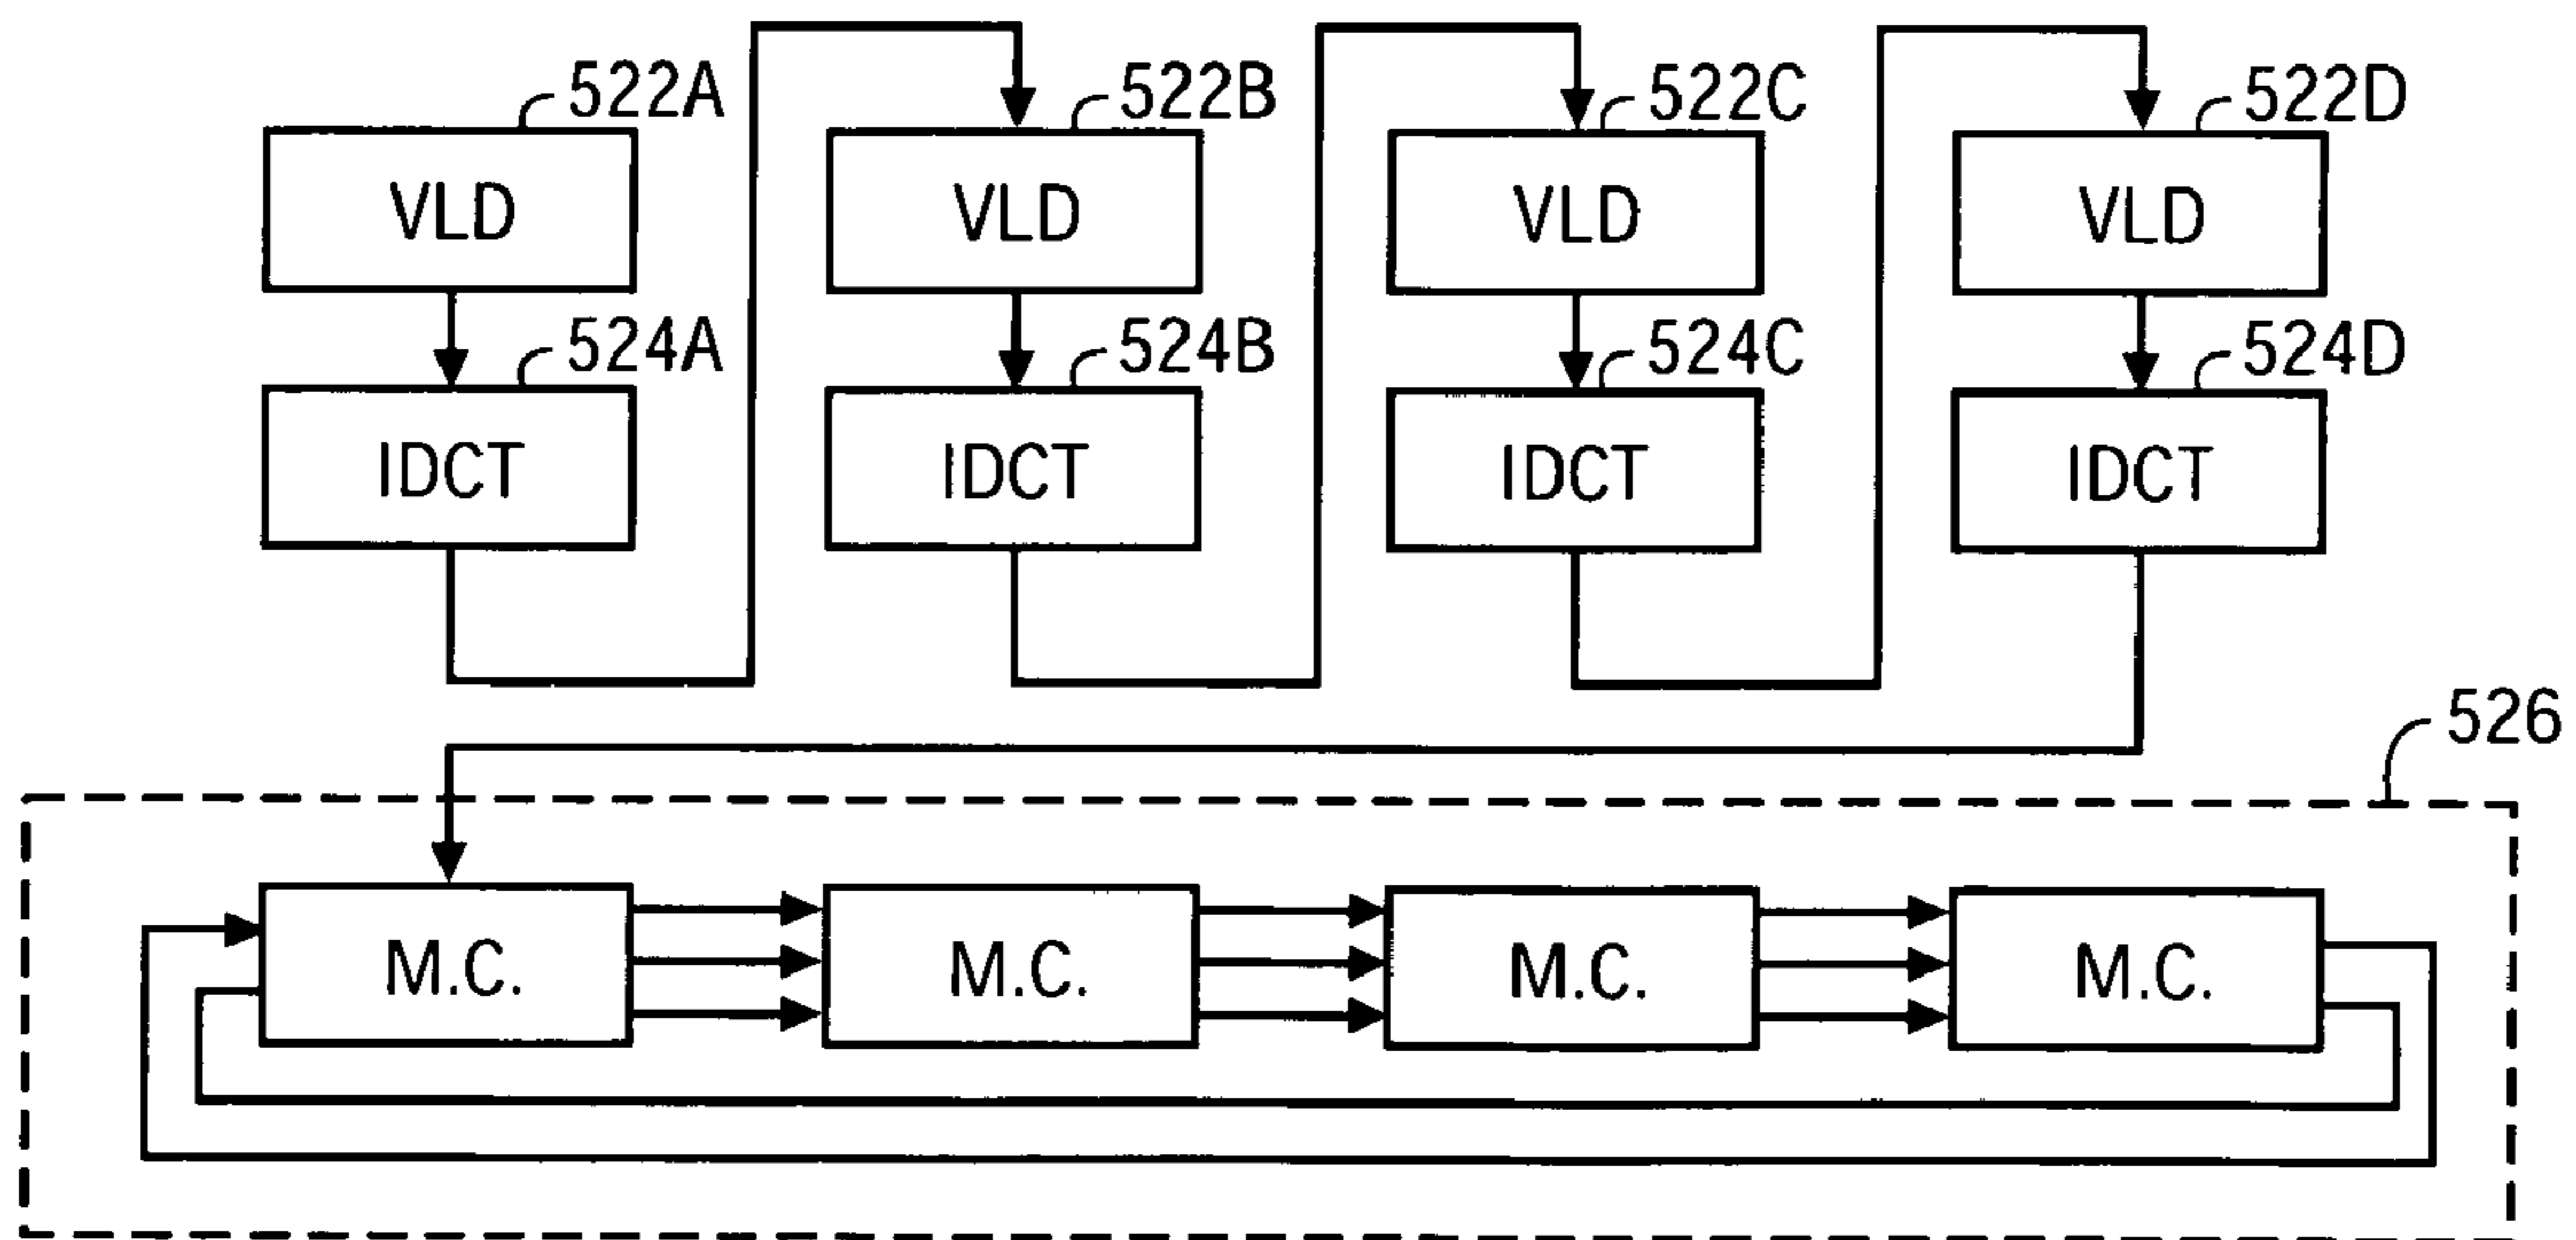 522A
522B
522C
522D
VLD
VLD
VLD
VLD
524A
524B
524C
524D
IDCT
IDCT
IDCT
IDCT
526
M.C.
M.C.
M.C.
M.C.